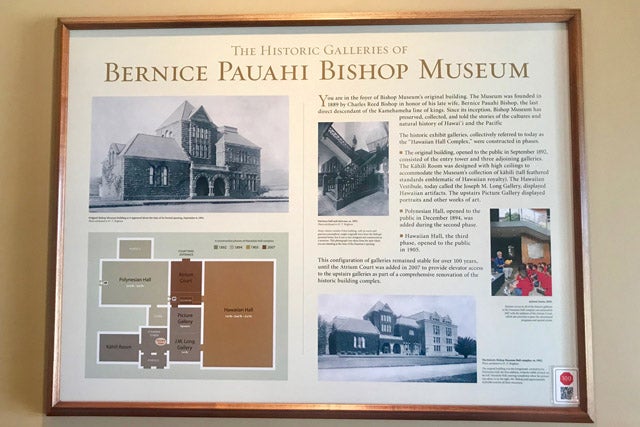 THE HISTORIC GALLERIES OF
BERNICE PAUAHI BISHOP MUSEUM
You are in the foyer of Bishop Museum's original building. The Museum was founded in
1889 by Charles Reed Bishop in honor of his late wife, Bernice Pauahi Bishop, the last
direct descendant of the Kamehameha line of kings. Since its inception, Bishop Museum has
preserved, collected, and told the stories of the cultures and
natural history of Hawai'i and the Pacific
The historic exhibit galleries, collectively referred to today as
the "Hawaiian Hall Complex," were constructed in phases.
■ The original building, opened to the public in September 1892,
consisted of the entry tower and three adjoining galleries.
The Kāhili Room was designed with high ceilings to
accommodate the Museum's collection of kāhili (tall feathered
standards emblematic of Hawaiian royalty). The Hawaiian
Vestibule, today called the Joseph M. Long Gallery, displayed
Hawaiian artifacts. The upstairs Picture Gallery displayed
portraits and other works of art.
■ Polynesian Hall, opened to the
public in December 1894, was
added during the second phase.
■ Hawaiian Hall, the third
phase, opened to the public
in 1903.
This configuration of galleries remained stable for over 100 years,
until the Atrium Court was added in 2007 to provide elevator access
to the upstairs galleries as part of a comprehensive renovation of the
historic building complex.
1892
1894
1903
2007
Polynesian Hall
Atrium
Court
Hawaiian Hall
Picture
Gallery
J.M. Long
Gallery
Kāhili Room
100